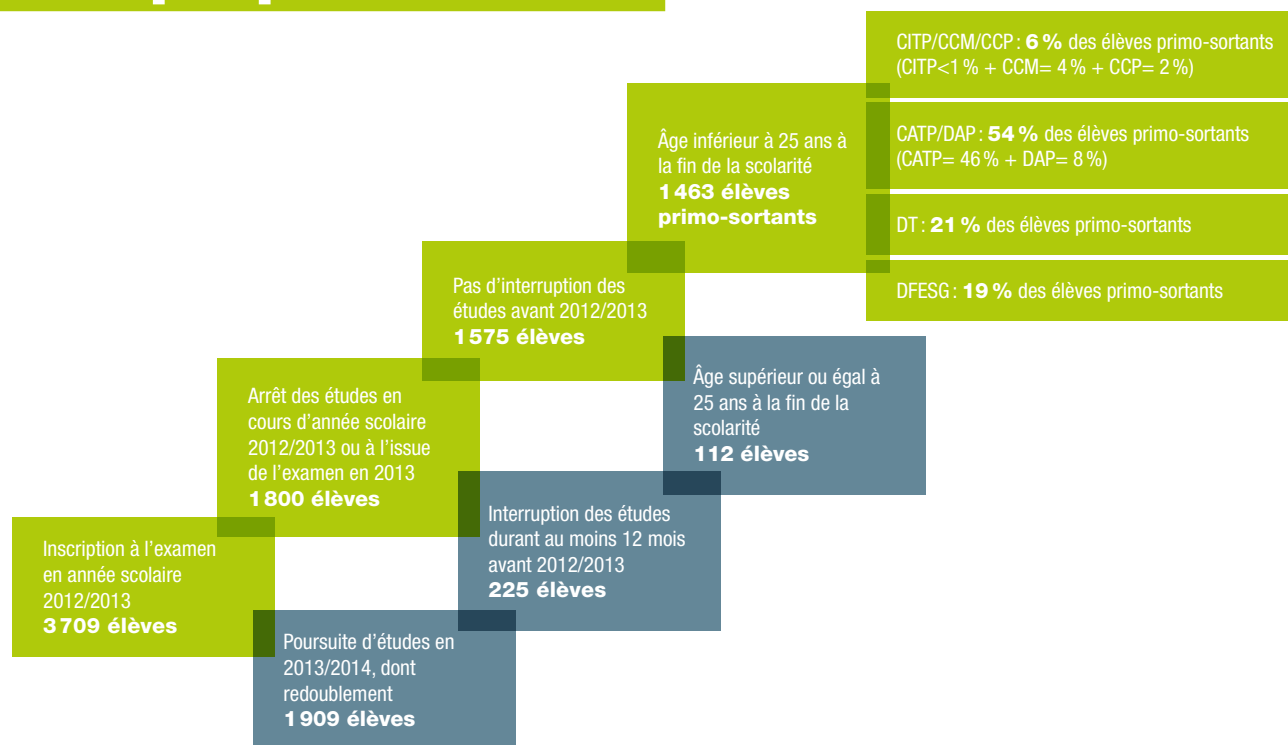 CITP/CCM/CCP : 6 % des élèves primo-sortants
(CITP<1 % + CCM= 4 % + CCP= 2 %)
CATP/DAP : 54 % des élèves primo-sortants
(CATP= 46 % + DAP= 8 %)
DT : 21 % des élèves primo-sortants
DFESG : 19 % des élèves primo-sortants
Âge inférieur à 25 ans à
la fin de la scolarité
1 463 élèves
primo-sortants
Pas d'interruption des
études avant 2012/2013
1 575 élèves
Âge supérieur ou égal à
25 ans à la fin de la
scolarité
112 élèves
Arrêt des études en
cours d'année scolaire
2012/2013 ou à l'issue
de l'examen en 2013
1 800 élèves
Interruption des études
durant au moins 12 mois
avant 2012/2013
225 élèves
Inscription à l'examen
en année scolaire
2012/2013
3 709 élèves
Poursuite d'études en
2013/2014, dont
redoublement
1 909 élèves